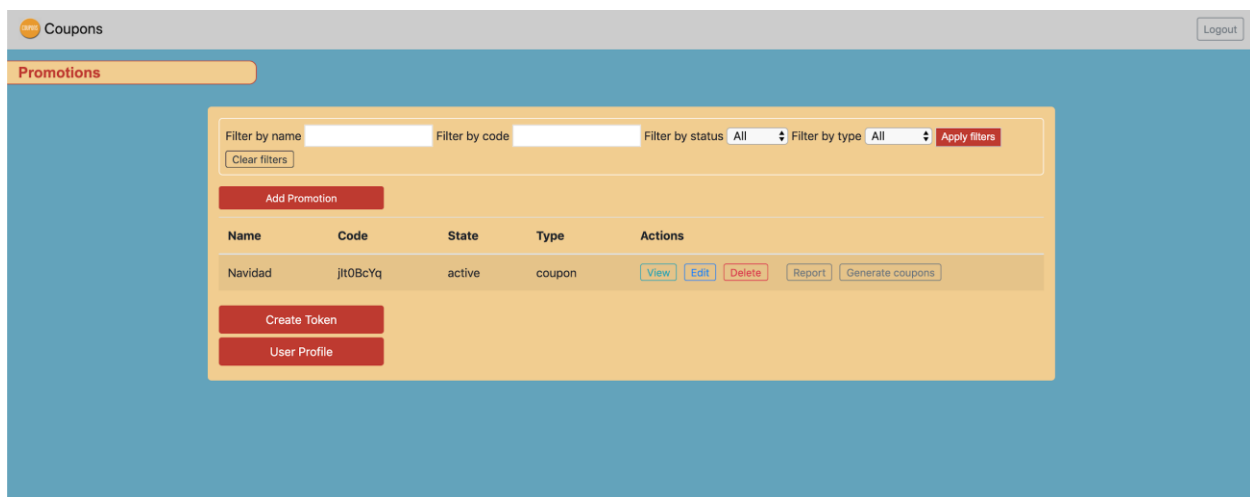 Coupons
Logout
Promotions
Filter by name Filter by code Filter by status All Filter by type All Apply filters
Clear filters
Add Promotion
Name Code State Type Actions
Navidad jIt0BcYq active coupon View Edit Delete Report Generate coupons
Create Token
User Profile